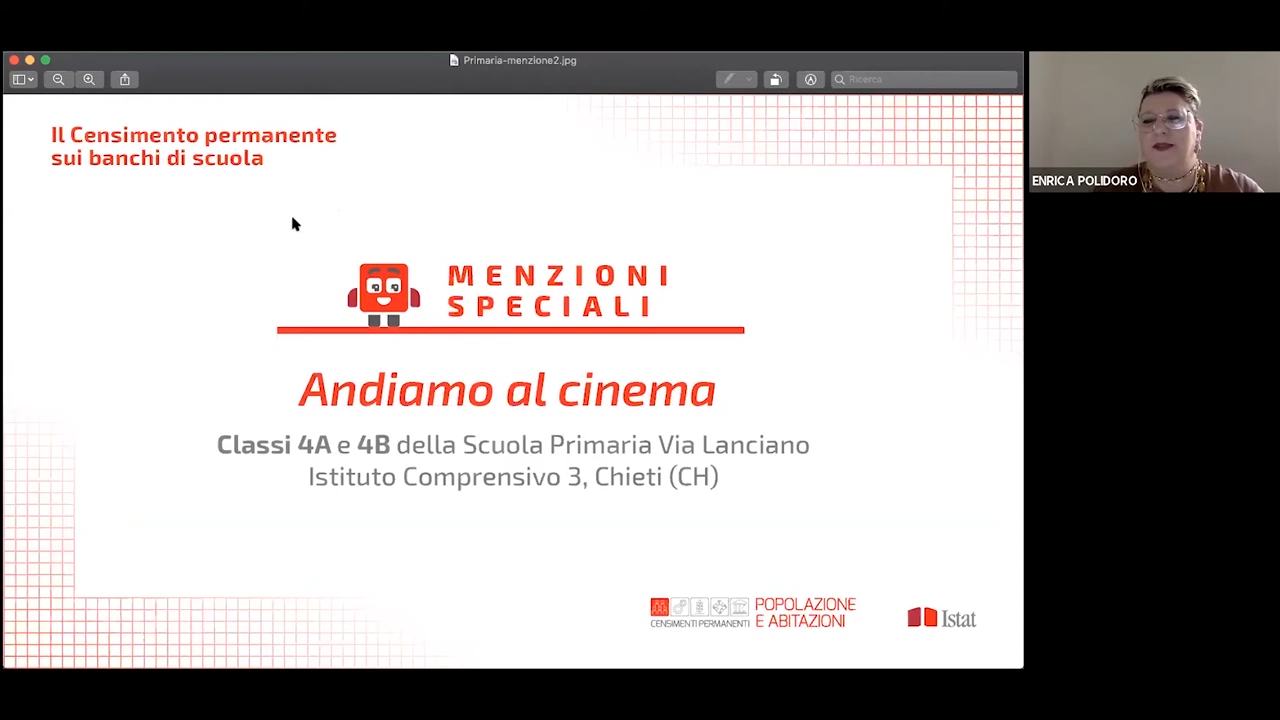 Primaria-menzione2.jpg
Ricerca
Il Censimento permanente
sui banchi di scuola
MENZIONI
SPECIALI
Andiamo al cinema
Classi 4A e 4B della Scuola Primaria Via Lanciano
Istituto Comprensivo 3, Chieti (CH)
CENSIMENTI PERMANENTI
POPOLAZIONE
E ABITAZIONI
Istat
ENRICA POLIDORO